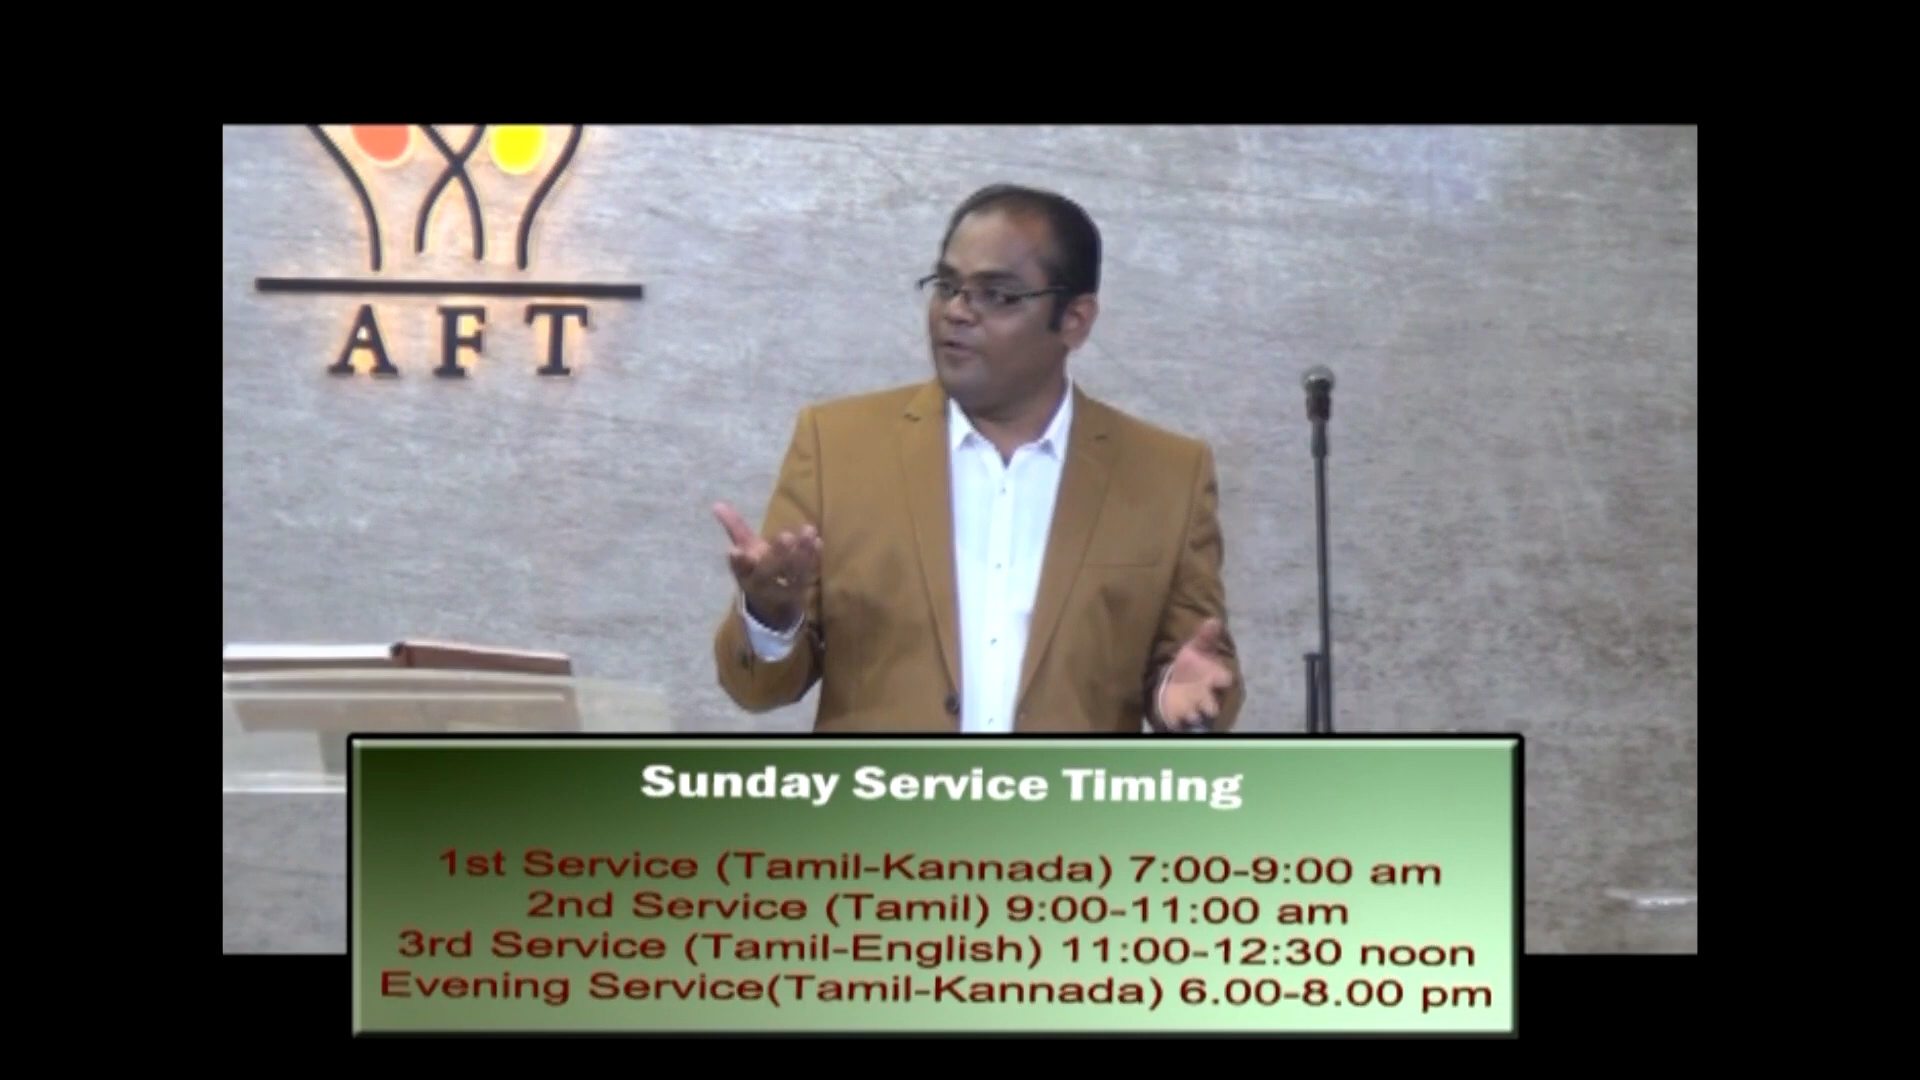 AFT
Sunday Service Timing
1st Service (Tamil-Kannada) 7:00-9:00 am
2nd Service (Tamil) 9:00-11:00 am
3rd Service (Tamil-English) 11:00-12:30 noon
Evening Service(Tamil-Kannada) 6.00-8.00 pm